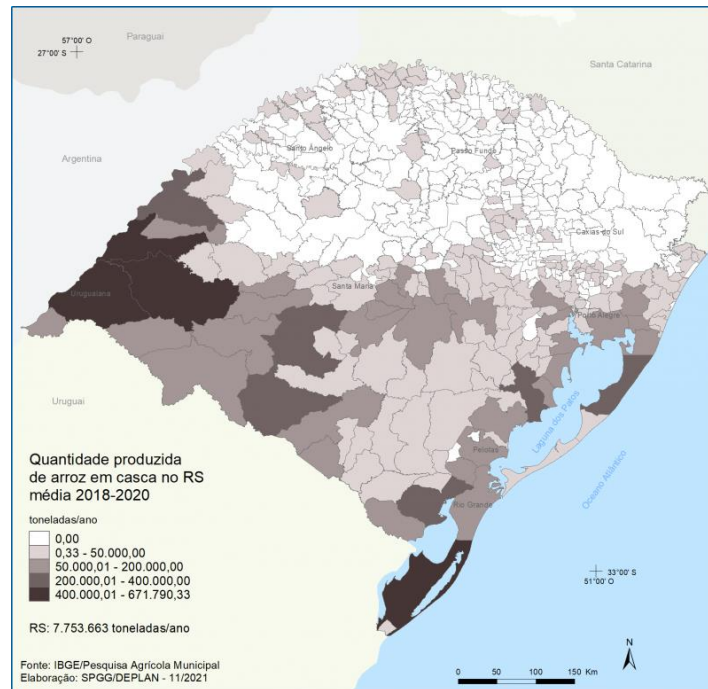 Paraguai
57°00' O
27°00' S
Santa Catarina
Argentina
Santo Ângelo
Passo Fundo
Caxias do Sul
Santa Maria
Uruguaiana
Porto Alegre
Uruguai
Laguna dos Patos
Oceano Atlântico
Pelotas
Rio Grande
Quantidade produzida
de arroz em casca no RS
média 2018-2020
toneladas/ano
0,00
0,33 - 50.000,00
50.000,01 - 200.000,00
200.000,01 - 400.000,00
400.000,01 - 671.790,33
RS: 7.753.663 toneladas/ano
33°00' S
51°00' O
N
Fonte: IBGE/Pesquisa Agrícola Municipal
Elaboração: SPGG/DEPLAN - 11/2021
0 50 100 150 Km